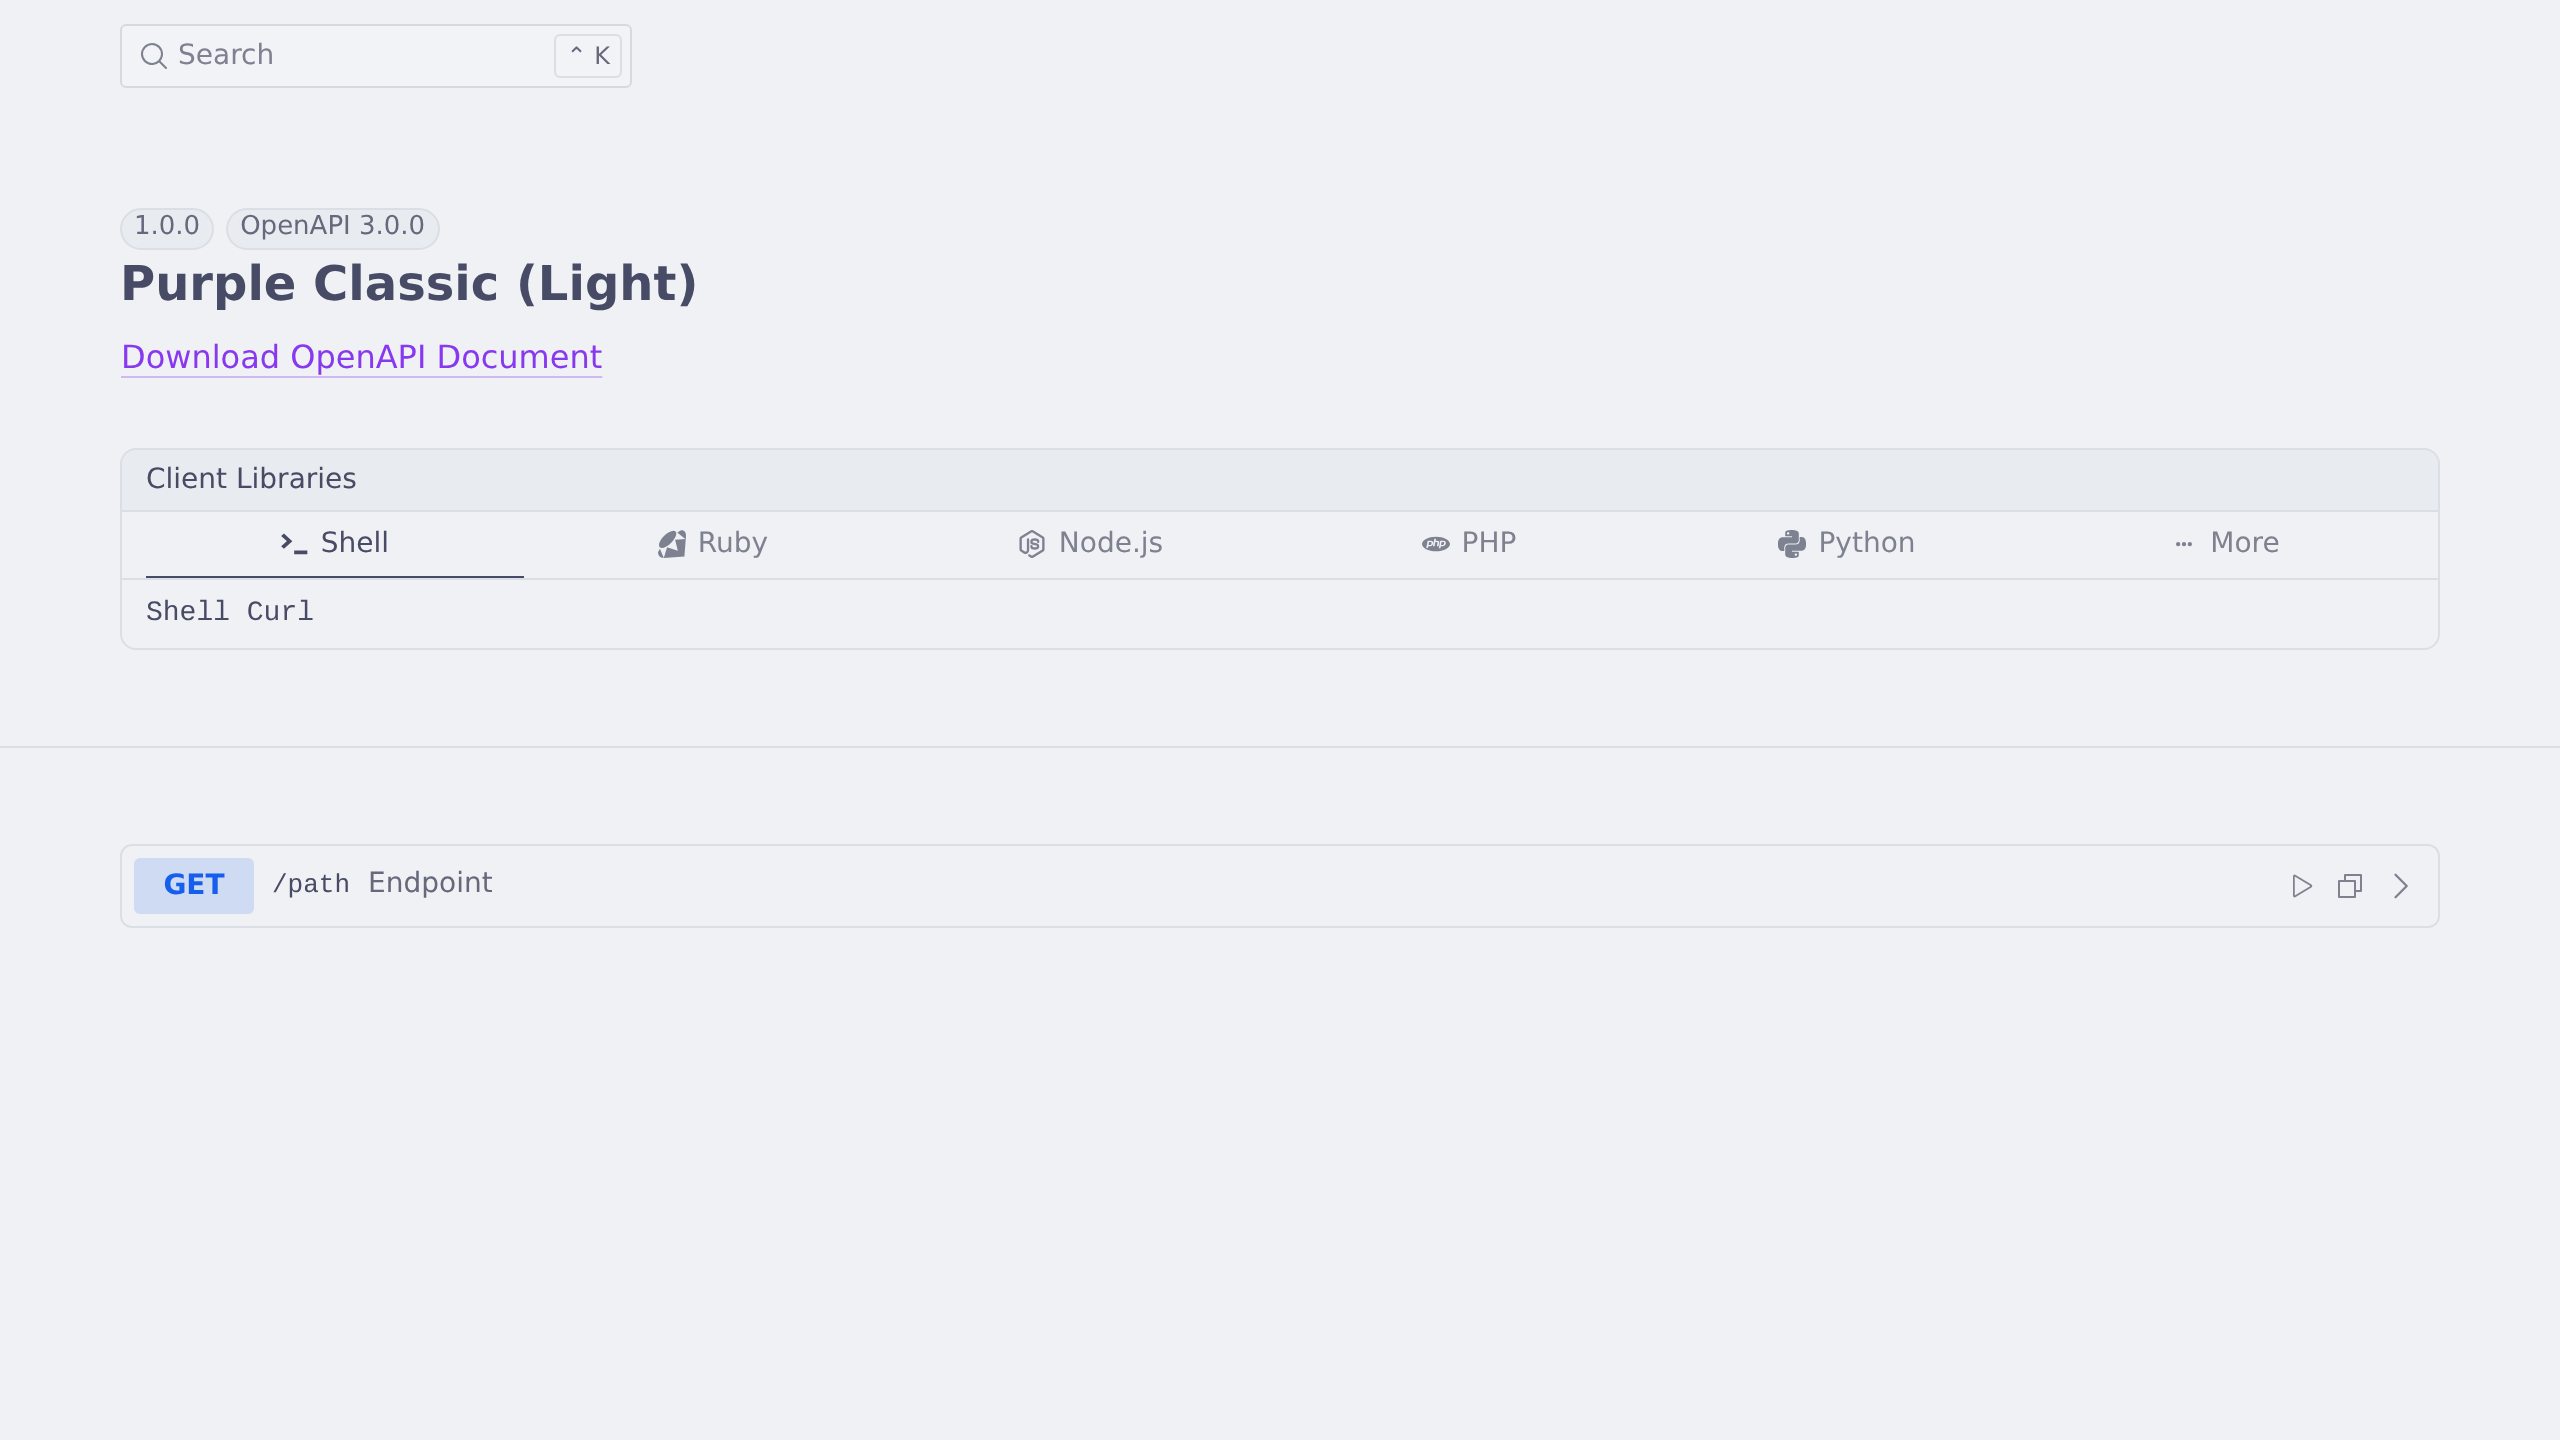 Search ⌃ K
1.0.0 OpenAPI 3.0.0
Purple Classic (Light)
Download OpenAPI Document
Client Libraries
Shell Ruby Node.js PHP Python More
Shell Curl
GET /path Endpoint